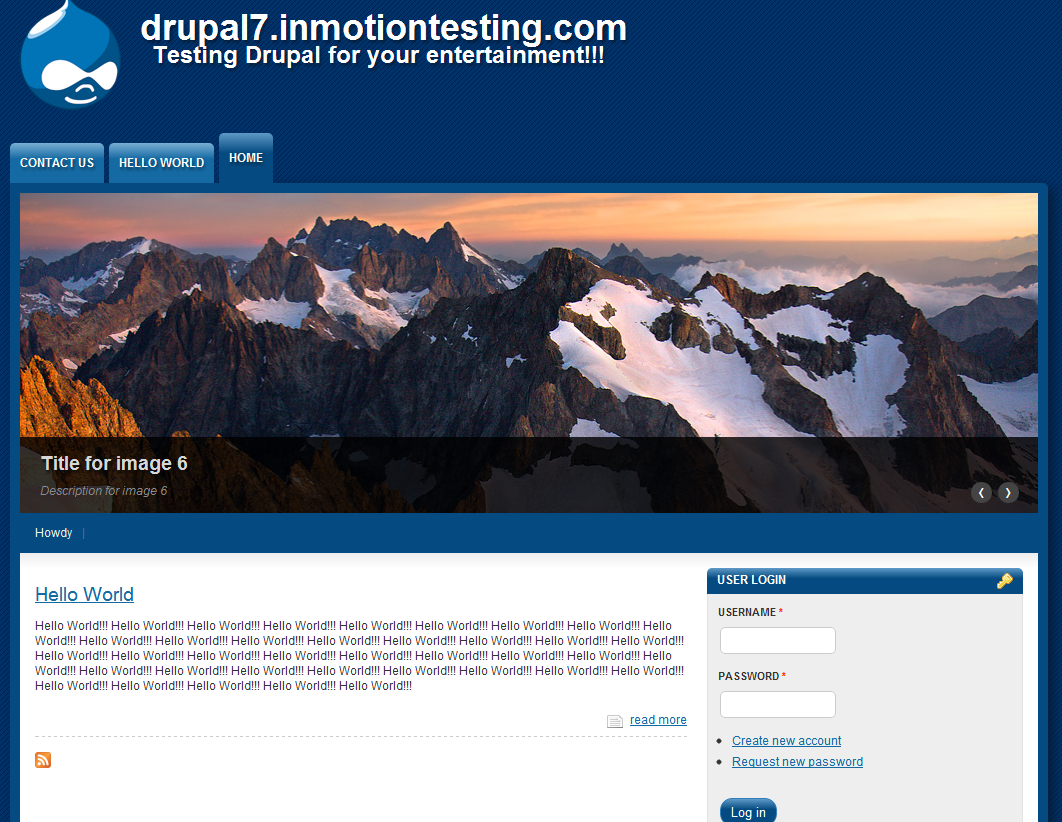 drupal7.inmotiontesting.com
Testing Drupal for your entertainment!!!
CONTACT US
HELLO WORLD
HOME
Title for image 6
Description for image 6
Howdy
Hello World
Hello World!!! Hello World!!! Hello World!!! Hello World!!! Hello World!!! Hello World!!! Hello World!!! Hello World!!! Hello
World!!! Hello World!!! Hello World!!! Hello World!!! Hello World!!! Hello World!!! Hello World!!! Hello World!!! Hello World!!!
Hello World!!! Hello World!!! Hello World!!! Hello World!!! Hello World!!! Hello World!!! Hello World!!! Hello World!!! Hello
World!!! Hello World!!! Hello World!!! Hello World!!! Hello World!!! Hello World!!! Hello World!!! Hello World!!! Hello World!!!
Hello World!!! Hello World!!! Hello World!!! Hello World!!! Hello World!!!
read more
USER LOGIN
USERNAME *
PASSWORD *
Create new account
Request new password
Log in